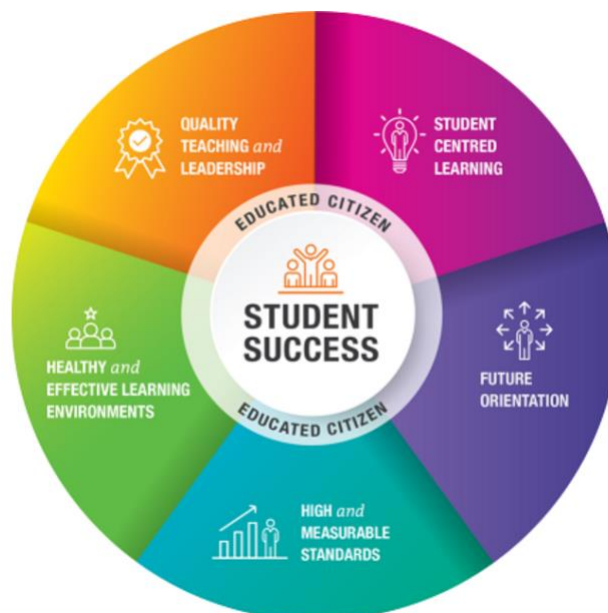 QUALITY
TEACHING and
LEADERSHIP
STUDENT
CENTRED
LEARNING
EDUCATED CITIZEN
STUDENT
SUCCESS
EDUCATED CITIZEN
HEALTHY and
EFFECTIVE LEARNING
ENVIRONMENTS
FUTURE
ORIENTATION
HIGH and
MEASURABLE
STANDARDS